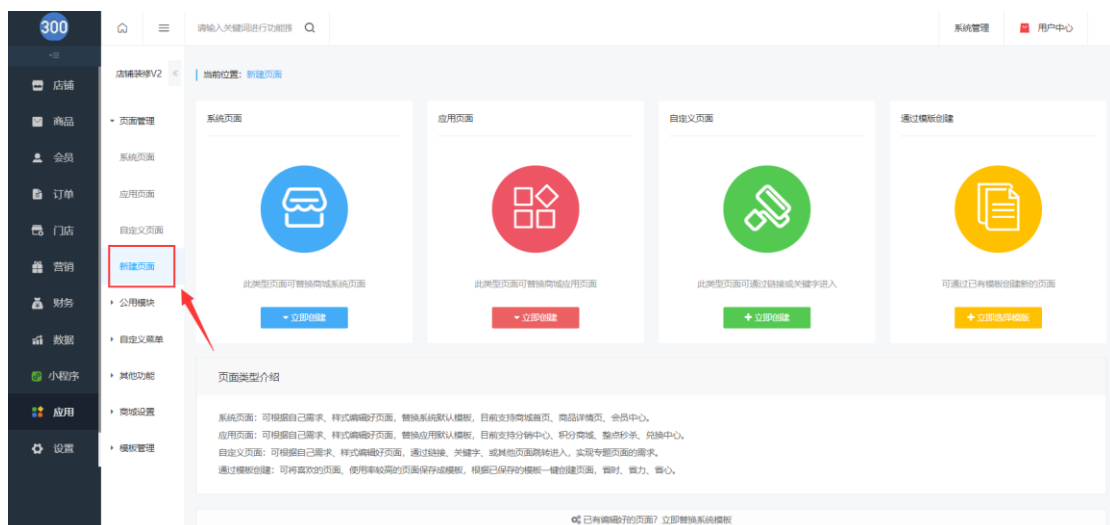 300
请输入关键词进行功能搜
系统管理
用户中心
店铺装修V2
当前位置：新建页面
店铺
商品
会员
订单
门店
营销
财务
数据
小程序
应用
设置
页面管理
系统页面
应用页面
自定义页面
新建页面
公用模块
自定义菜单
其他功能
商城设置
模板管理
系统页面
此类型页面可替换商城系统页面
立即创建
应用页面
此类型页面可替换商城应用页面
立即创建
自定义页面
此类型页面可通过链接或关键字进入
立即创建
通过模版创建
可通过已有模板创建新的页面
立即选择模版
页面类型介绍
系统页面：可根据自己需求、样式编辑好页面，替换系统默认模板，目前支持商城首页、商品详情页、会员中心。
应用页面：可根据自己需求、样式编辑好页面，替换应用默认模板，目前支持分销中心、积分商城、整点秒杀、兑换中心。
自定义页面：可根据自己需求、样式编辑好页面，通过链接、关键字、或其他页面跳转进入，实现专题页面的需求。
通过模板创建：可将喜欢的页面、使用率较高的页面保存成模板，根据已保存的模板一键创建页面，省时、省力、省心。
已有编辑好的页面？立即替换系统模板